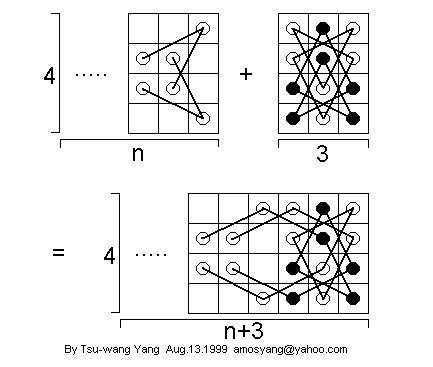 4 ..... +
n 3
= 4 .....
n+3
By Tsu-wang Yang Aug.13.1999 amosyang@yahoo.com